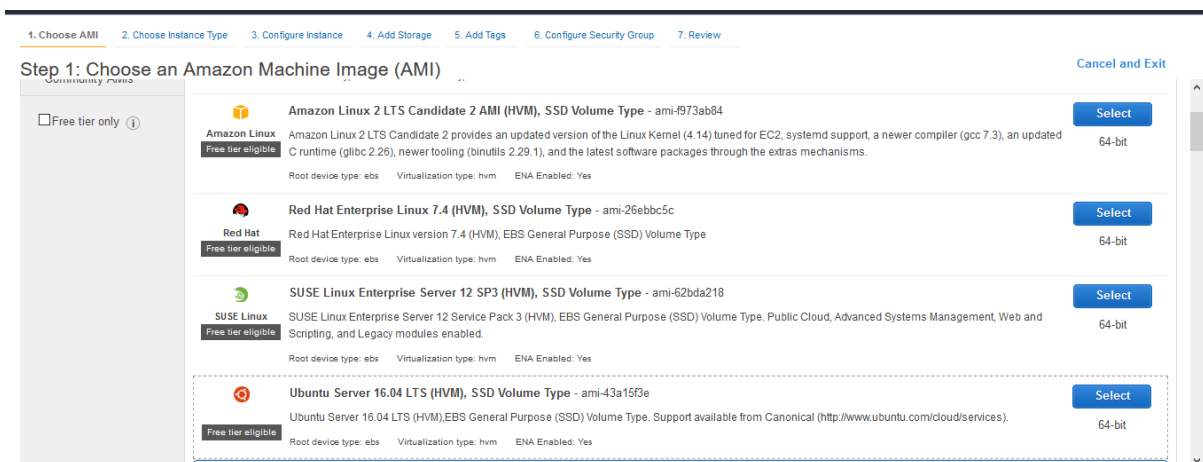 1. Choose AMI 2. Choose Instance Type 3. Configure Instance 4. Add Storage 5. Add Tags 6. Configure Security Group 7. Review
Step 1: Choose an Amazon Machine Image (AMI)
Cancel and Exit
Community AMIs
Free tier only
Amazon Linux
Free tier eligible
Amazon Linux 2 LTS Candidate 2 AMI (HVM), SSD Volume Type - ami-f973ab84
Amazon Linux 2 LTS Candidate 2 provides an updated version of the Linux Kernel (4.14) tuned for EC2, systemd support, a newer compiler (gcc 7.3), an updated
C runtime (glibc 2.26), newer tooling (binutils 2.29.1), and the latest software packages through the extras mechanisms.
Root device type: ebs Virtualization type: hvm ENA Enabled: Yes
Select
64-bit
Red Hat
Free tier eligible
Red Hat Enterprise Linux 7.4 (HVM), SSD Volume Type - ami-26ebbc5c
Red Hat Enterprise Linux version 7.4 (HVM), EBS General Purpose (SSD) Volume Type
Root device type: ebs Virtualization type: hvm ENA Enabled: Yes
Select
64-bit
SUSE Linux
Free tier eligible
SUSE Linux Enterprise Server 12 SP3 (HVM), SSD Volume Type - ami-62bda218
SUSE Linux Enterprise Server 12 Service Pack 3 (HVM), EBS General Purpose (SSD) Volume Type. Public Cloud, Advanced Systems Management, Web and
Scripting, and Legacy modules enabled.
Root device type: ebs Virtualization type: hvm ENA Enabled: Yes
Select
64-bit
Free tier eligible
Ubuntu Server 16.04 LTS (HVM), SSD Volume Type - ami-43a15f3e
Ubuntu Server 16.04 LTS (HVM),EBS General Purpose (SSD) Volume Type. Support available from Canonical (http://www.ubuntu.com/cloud/services).
Root device type: ebs Virtualization type: hvm ENA Enabled: Yes
Select
64-bit